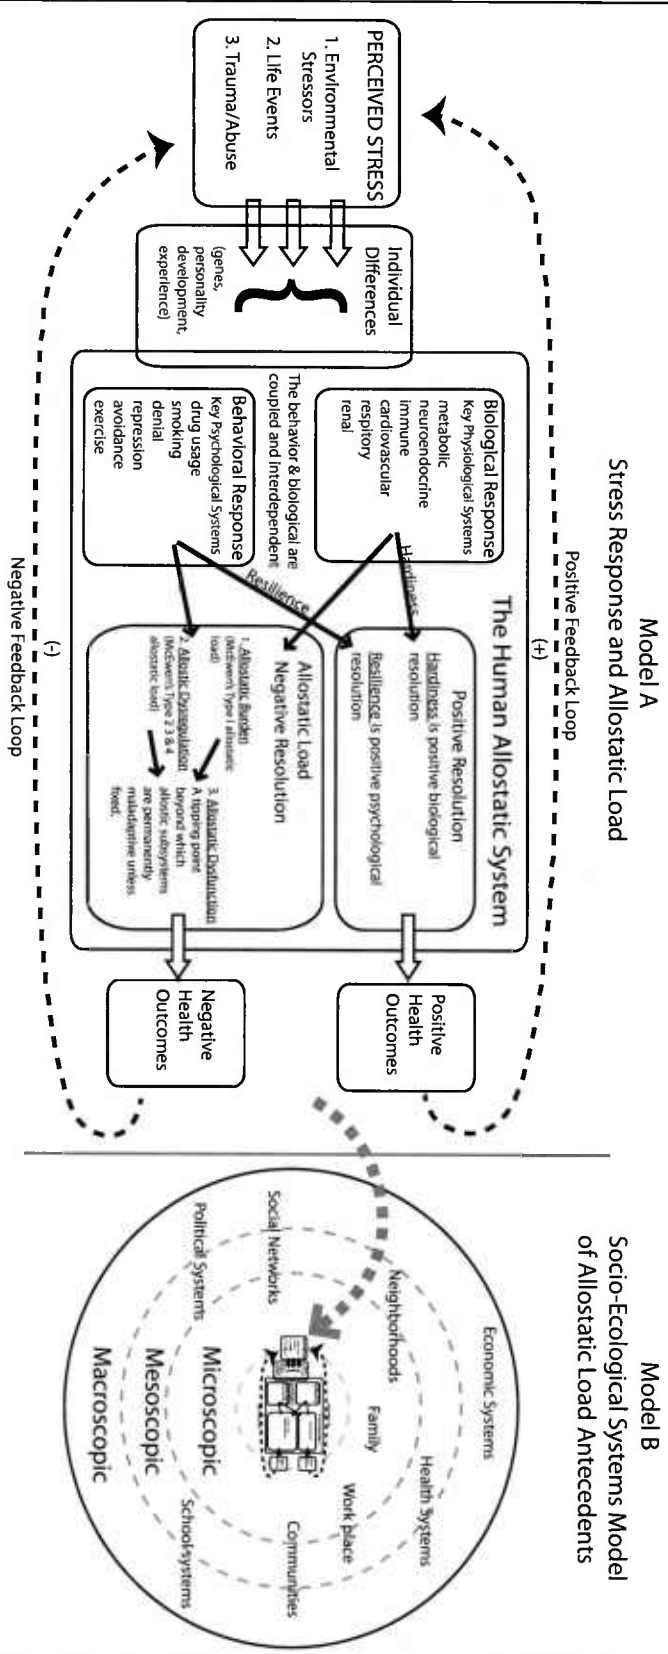 Model A
Stress Response and Allostatic Load
Positive Feedback Loop
(+)
PERCEIVED STRESS
1. Environmental
Stressors
2. Life Events
3. Trauma/Abuse
Individual
Differences
(genes,
personality
development,
experience)
The Human Allostatic System
Biological Response
Key Physiological Systems
metabolic
neuroendocrine
immune
cardiovascular
respitory
renal
The behavior & biological are
coupled and interdependent
Behavioral Response
Key Psychological Systems
drug usage
smoking
denial
repression
avoidance
exercise
Hardiness
Resilience
Positive Resolution
Hardiness is positive biological
resolution
Resilience is positive psychological
resolution
Allostatic Load
Negative Resolution
1. Allostatic Burden
(McEwen's Type I allostatic
load)
2. Allostic Dysregulation
(McEwen's Type 2 3 & 4
allostatic load)
3. Allostatic Dysfunction
A tipping point
beyond which
allostic subsystems
are permanently
maladaptive unless
fixed.
Positive
Health
Outcomes
Negative
Health
Outcomes
(-)
Negative Feedback Loop
Model B
Socio-Ecological Systems Model
of Allostatic Load Antecedents
Economic Systems
Neighborhoods
Health Systems
Family
Work place
Social Networks
Communities
Political Systems
School systems
Microscopic
Mesoscopic
Macroscopic